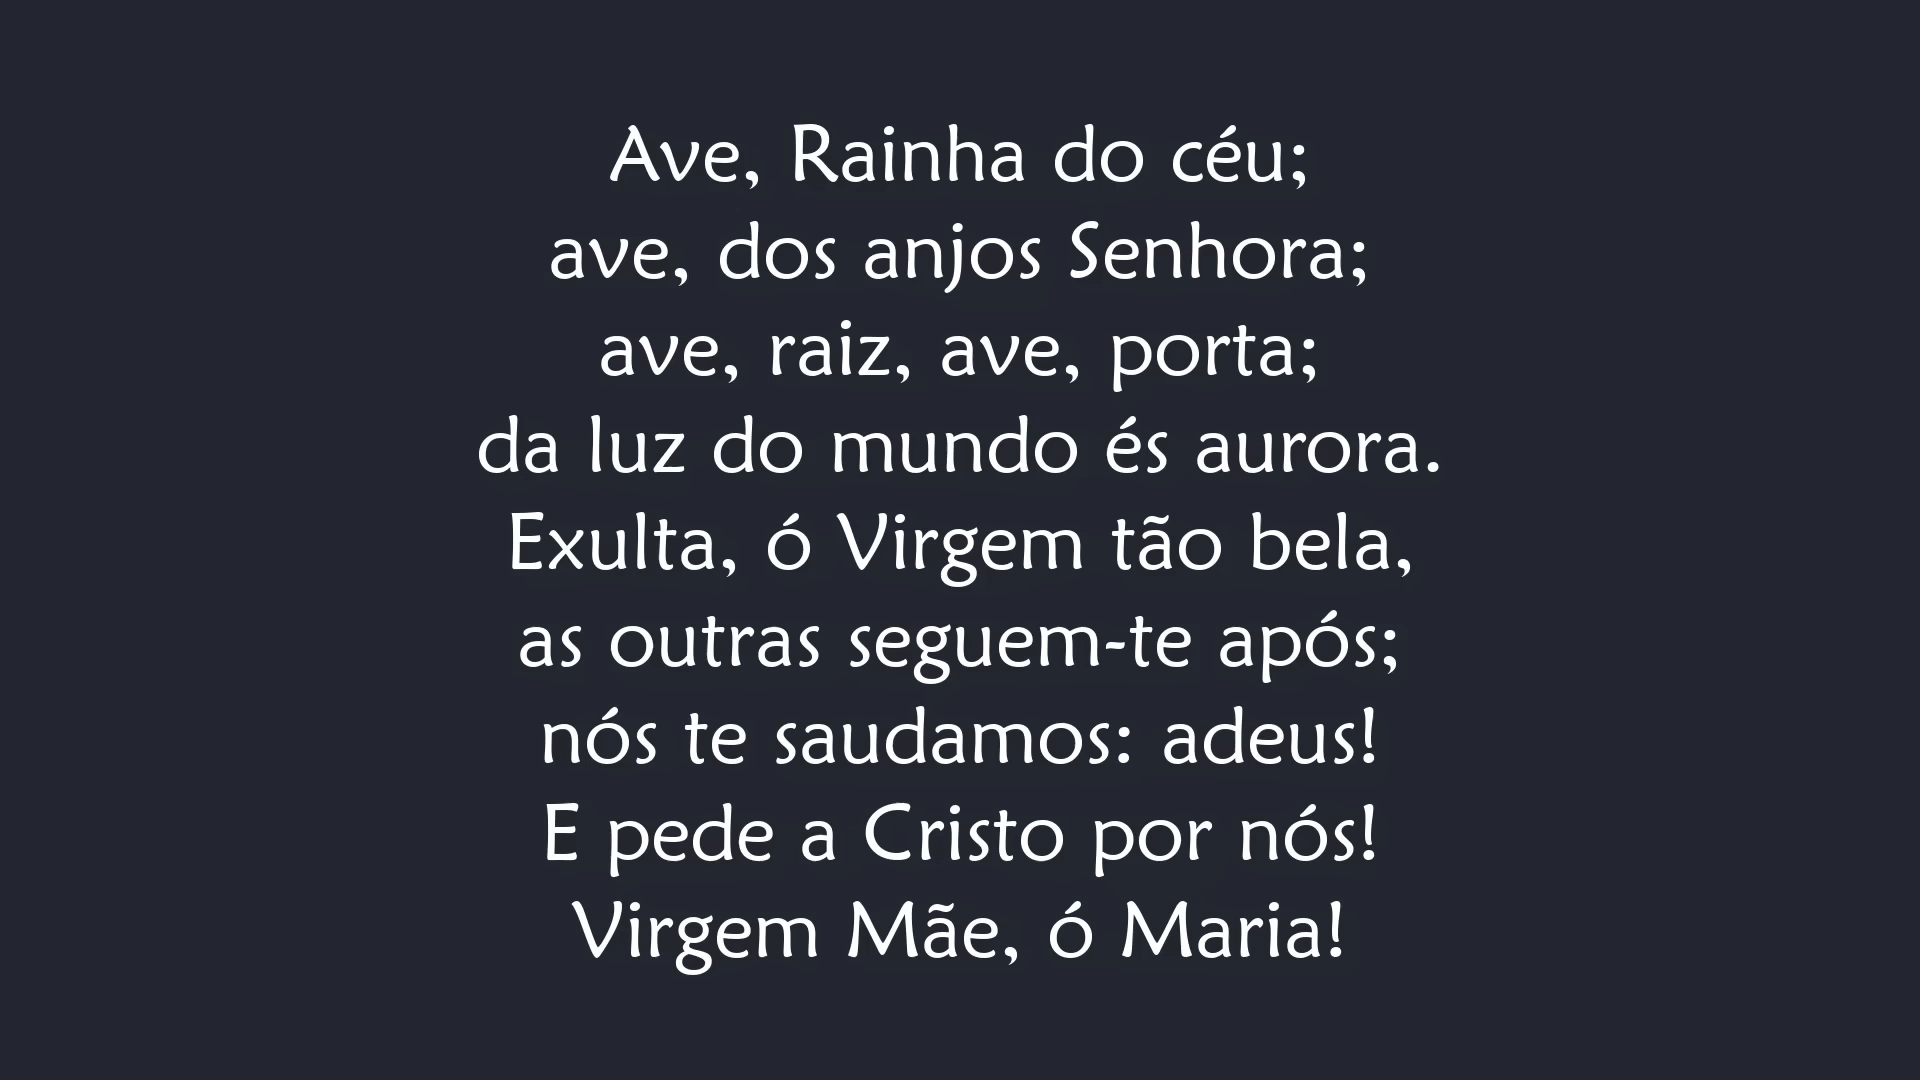 Ave, Rainha do céu;
ave, dos anjos Senhora;
ave, raiz, ave, porta;
da luz do mundo és aurora.
Exulta, ó Virgem tão bela,
as outras seguem-te após;
nós te saudamos: adeus!
E pede a Cristo por nós!
Virgem Mãe, ó Maria!